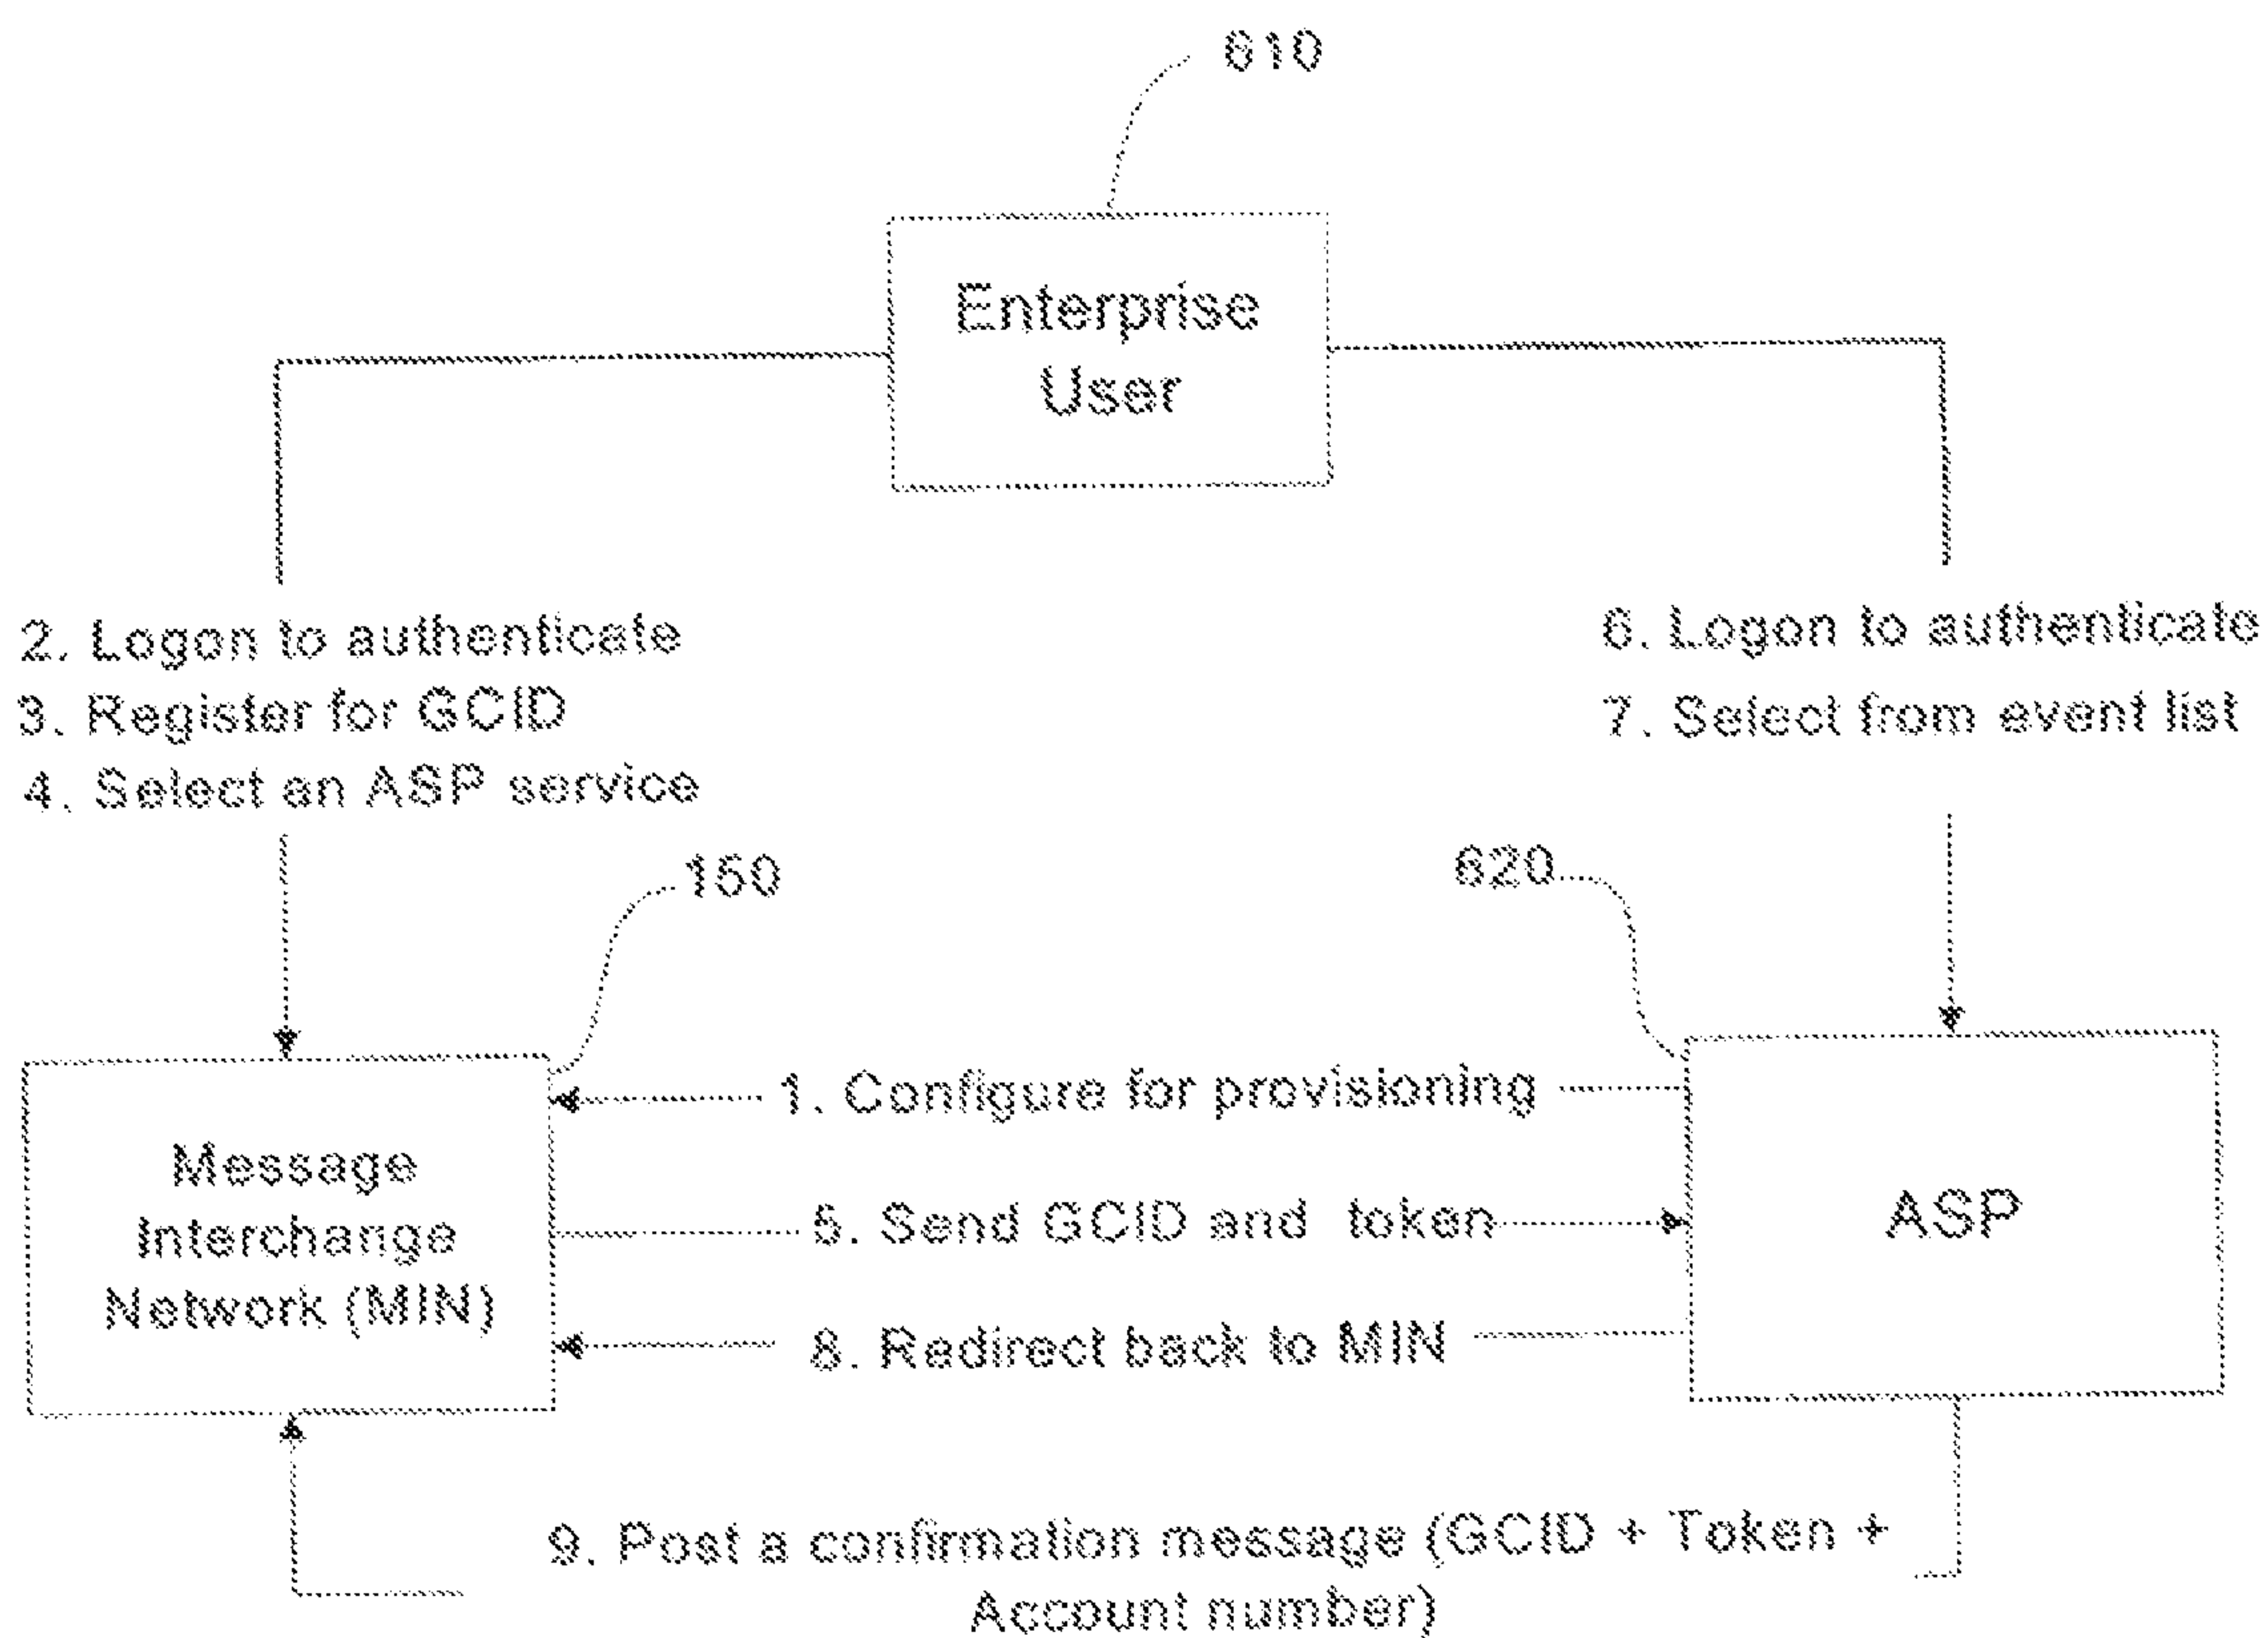 610
Enterprise
User
2. Logon to authenticate
3. Register for GCID
4. Select an ASP service
6. Logon to authenticate
7. Select from event list
150
620
1. Configure for provisioning
Message
Interchange
Network (MIN)
5. Send GCID and token
ASP
8. Redirect back to MIN
9. Post a confirmation message (GCID + Token +
Account number)